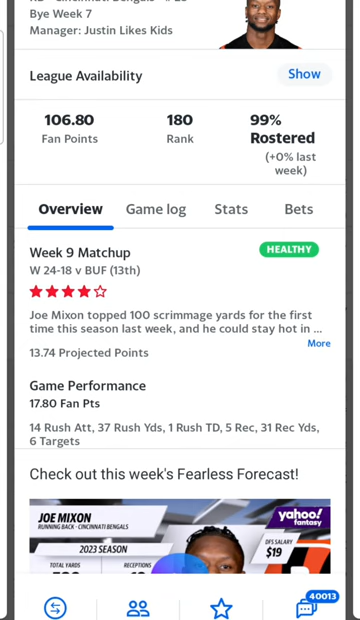 Bye Week 7
Manager: Justin Likes Kids
League Availability
Show
106.80
Fan Points
180
Rank
99%
Rostered
(+0% last
week)
Overview
Game log
Stats
Bets
Week 9 Matchup
HEALTHY
W 24-18 v BUF (13th)
Joe Mixon topped 100 scrimmage yards for the first
time this season last week, and he could stay hot in ...
More
13.74 Projected Points
Game Performance
17.80 Fan Pts
14 Rush Att, 37 Rush Yds, 1 Rush TD, 5 Rec, 31 Rec Yds,
6 Targets
Check out this week's Fearless Forecast!
JOE MIXON
RUNNING BACK • CINCINNATI BENGALS
yahoo!
fantasy
2023 SEASON
DFS SALARY
$19
TOTAL YARDS
RECEPTIONS
40013